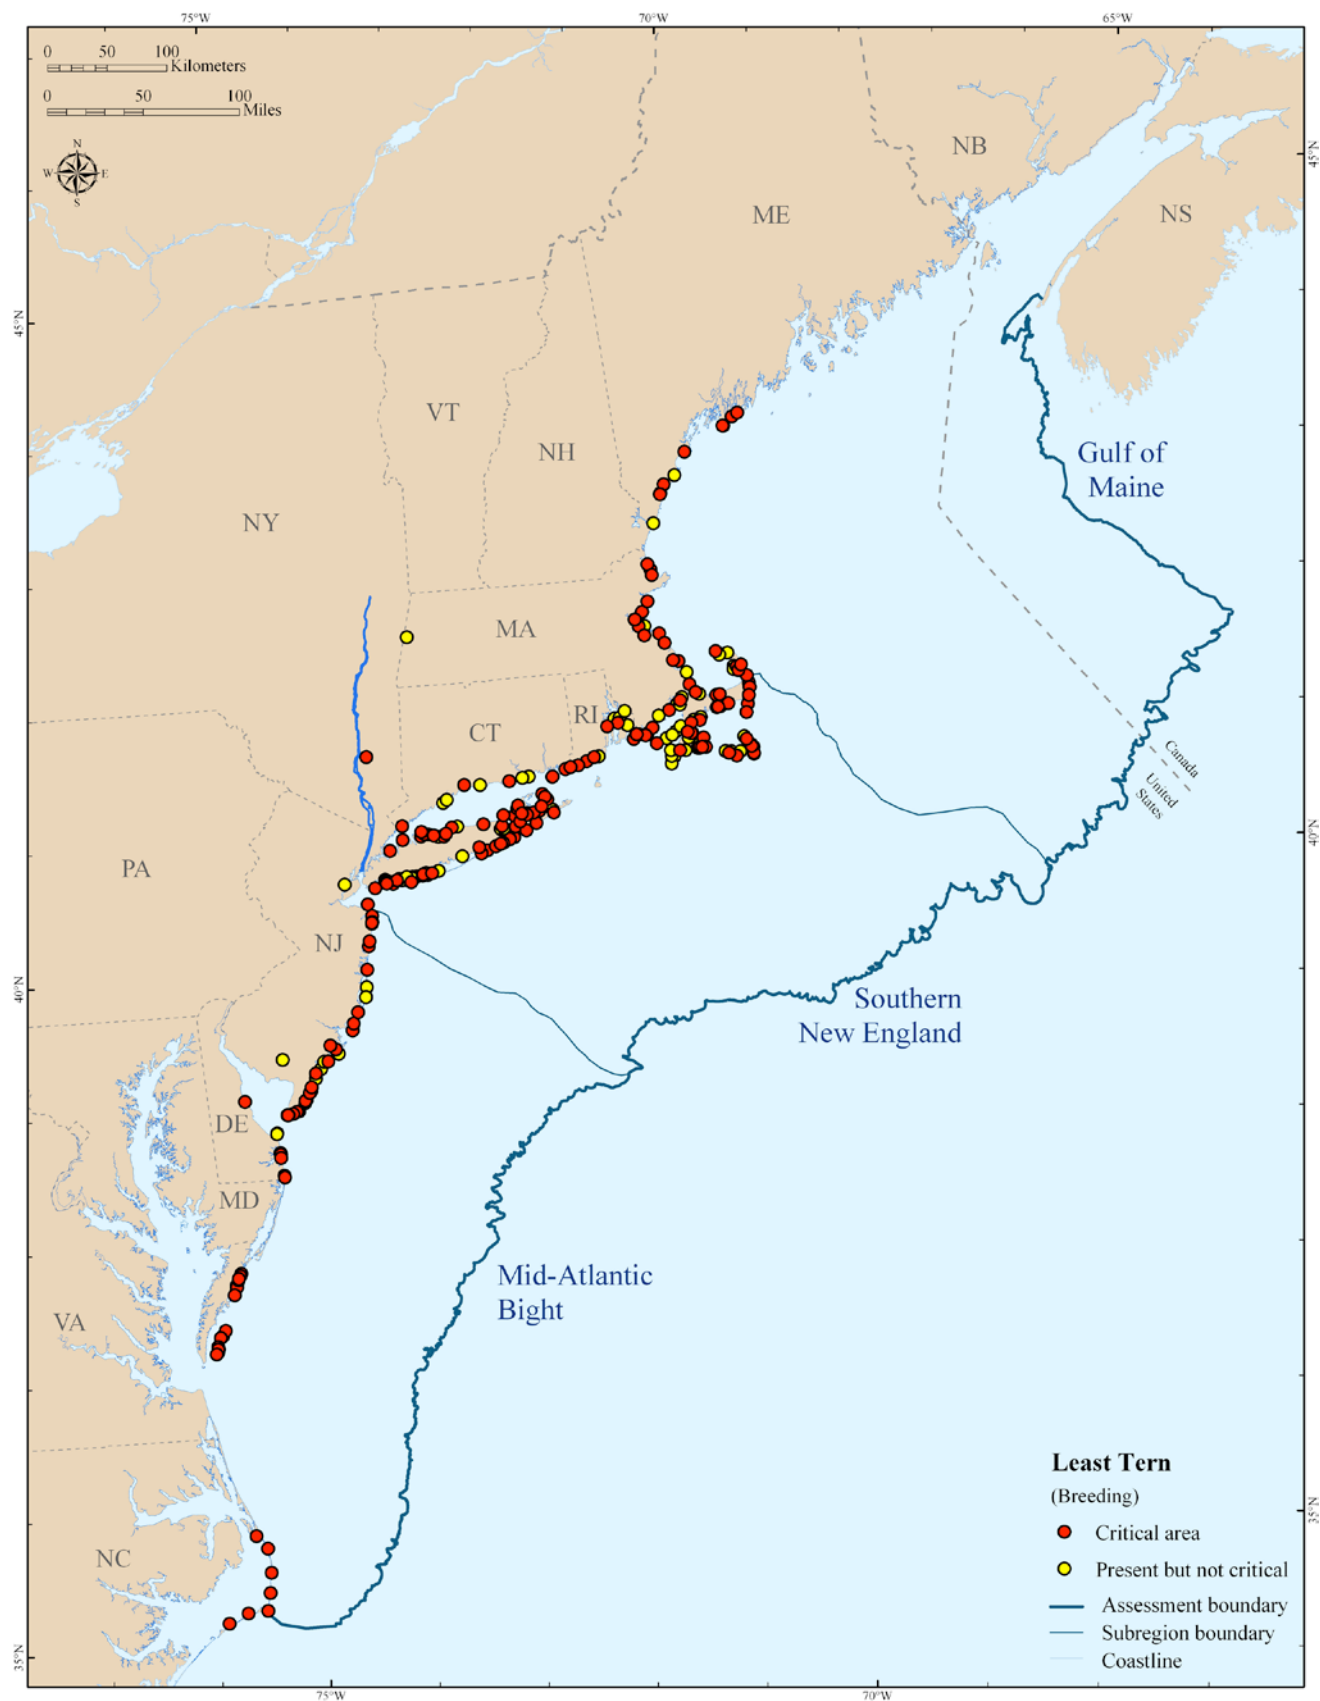 75°W
70°W
65°W
0 50 100
Kilometers
0 50 100
Miles
N
W E
S
45°N
45°N
NB
NS
ME
VT
NH
NY
Gulf of
Maine
MA
CT
RI
Canada
United
States
40°N
PA
NJ
40°N
Southern
New England
DE
MD
Mid-Atlantic
Bight
VA
NC
Least Tern
(Breeding)
Critical area
Present but not critical
Assessment boundary
Subregion boundary
Coastline
35°N
35°N
75°W
70°W